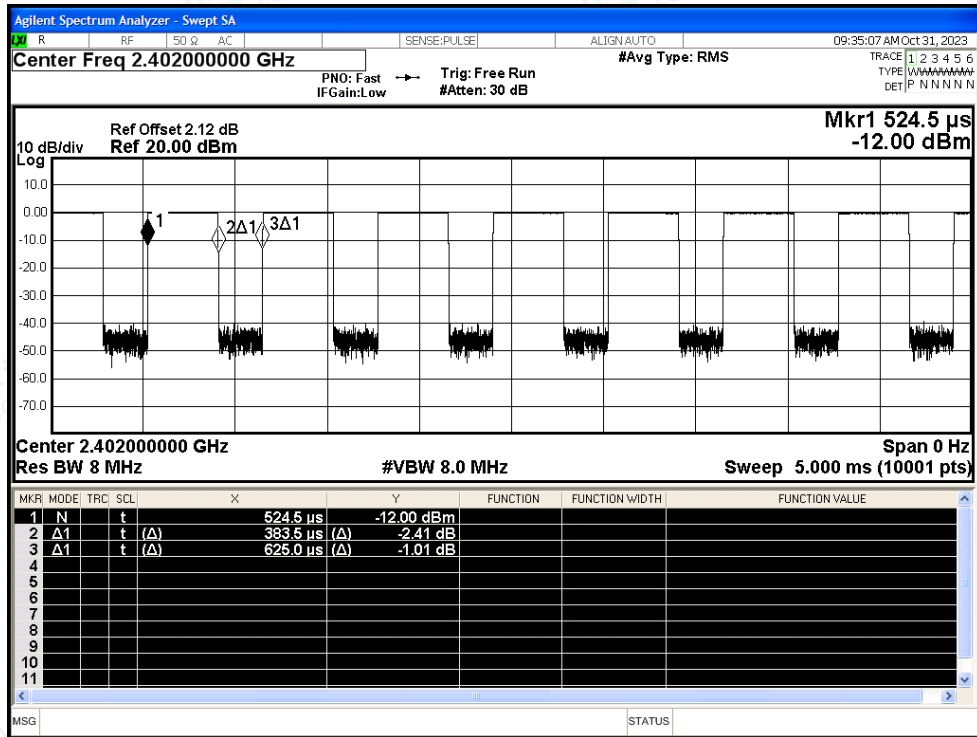 Agilent Spectrum Analyzer - Swept SA
LXI R RF 50 Ω AC SENSE:PULSE ALIGN AUTO 09:35:07 AM Oct 31, 2023
Center Freq 2.402000000 GHz #Avg Type: RMS TRACE 1 2 3 4 5 6
PNO: Fast Trig: Free Run TYPE WWWWWW
IFGain:Low #Atten: 30 dB DET P N N N N N
Mkr1 524.5 µs
Ref Offset 2.12 dB
10 dB/div Ref 20.00 dBm -12.00 dBm
Log
10.0
0.00
1 2Δ1 3Δ1
-10.0
-20.0
-30.0
-40.0
-50.0
-60.0
-70.0
Center 2.402000000 GHz Span 0 Hz
Res BW 8 MHz #VBW 8.0 MHz Sweep 5.000 ms (10001 pts)
MKR MODE TRC SCL X Y FUNCTION FUNCTION WIDTH FUNCTION VALUE
1 N t 524.5 µs -12.00 dBm
2 Δ1 t (Δ) 383.5 µs (Δ) -2.41 dB
3 Δ1 t (Δ) 625.0 µs (Δ) -1.01 dB
4
5
6
7
8
9
10
11
MSG STATUS